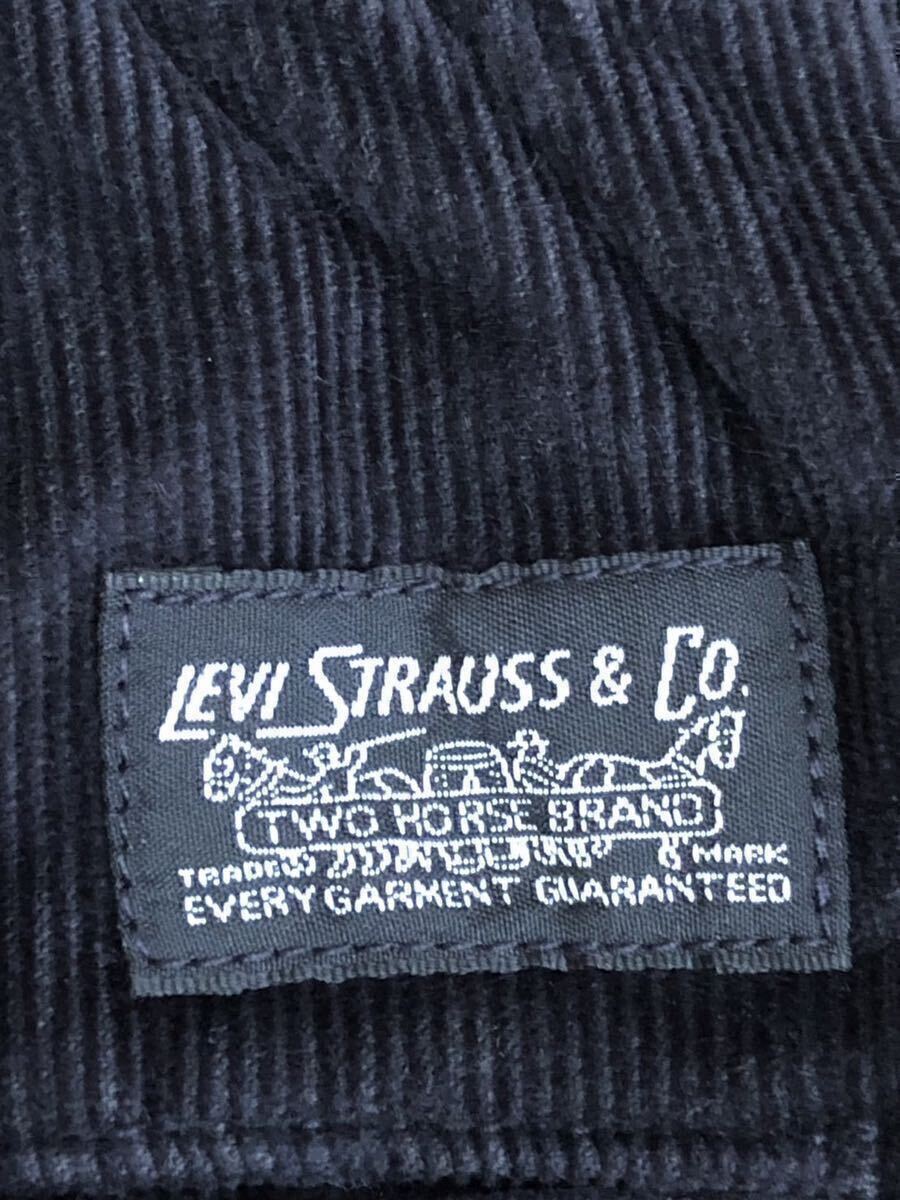 LEVI STRAUSS & CO.
TWO HORSE BRAND
TRADE MARK
EVERY GARMENT GUARANTEED